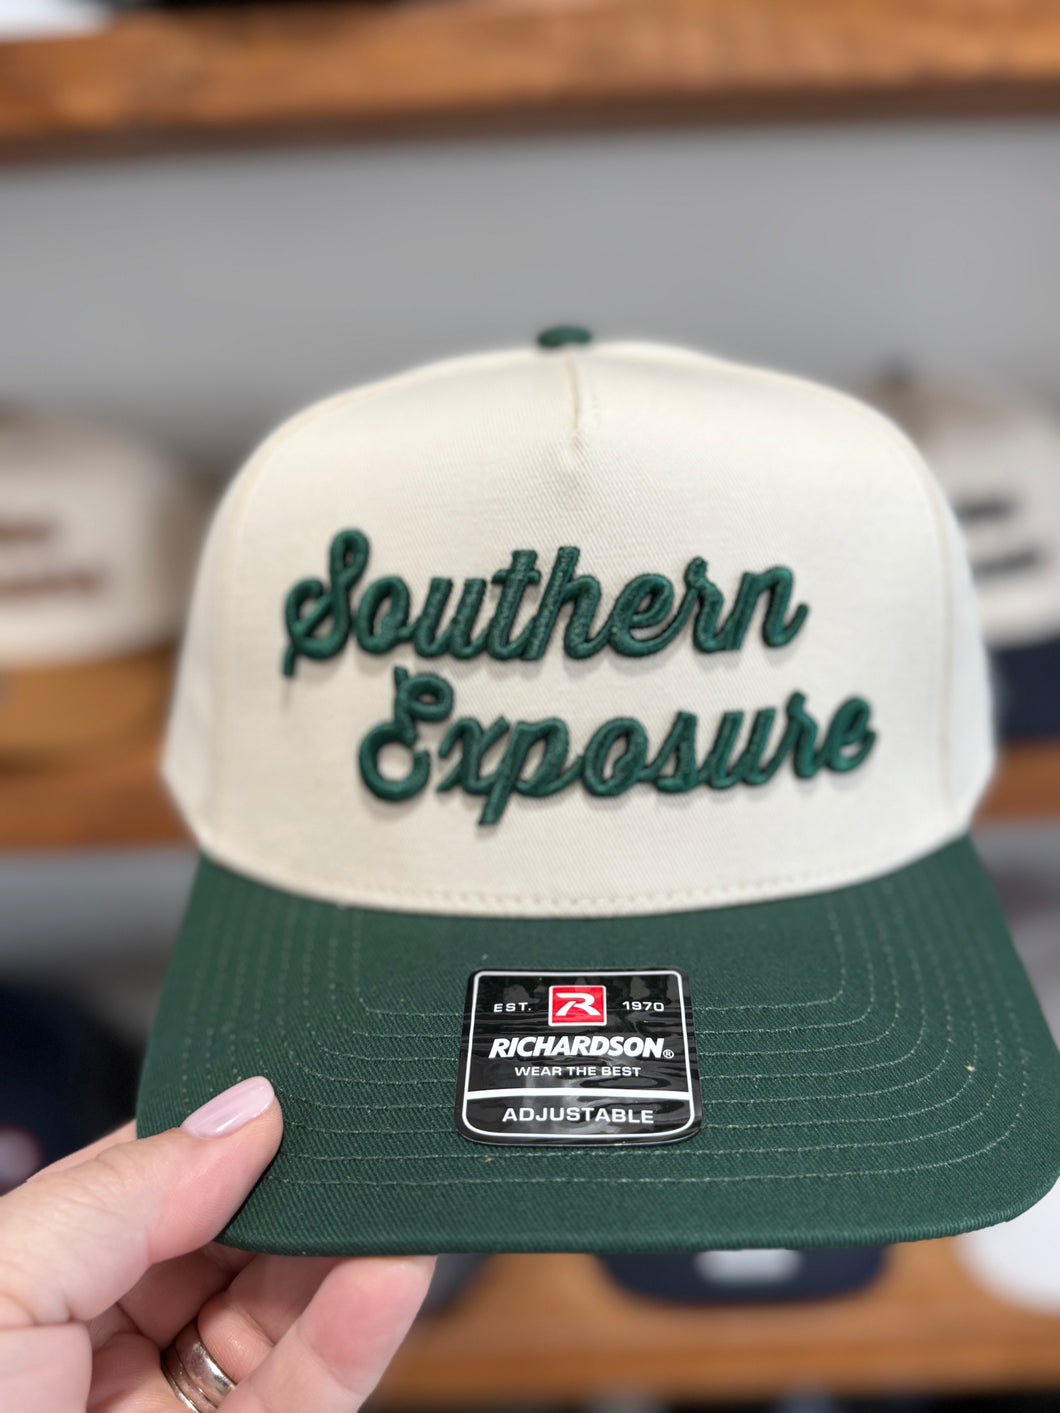 Southern
Exposure
EST. R 1970
RICHARDSON®
WEAR THE BEST
ADJUSTABLE